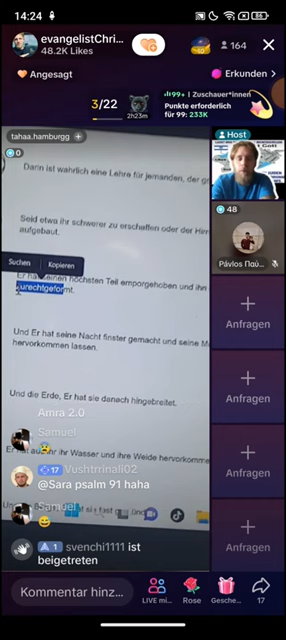 14:24
86
evangelistChri...
48.2K Likes
164
Angesagt
Erkunden >
3/22
2h23m
99+ | Zuschauer*innen
Punkte erforderlich
für 99: 233K
tahaa.hamburgg +
0
Host
Darin ist wahrlich eine Lehre für jemanden, der
Seid etwa ihr schwerer zu erschaffen oder der
aufgebaut.
Suchen
Kopieren
Er hat seinen höchsten Teil emporgehoben und ihn
zurechtgeformt.
Und Er hat seine Nacht finster gemacht und seine
hervorkommen lassen.
Und die Erde, Er hat sie danach hingebreitet.
Er hat aus ihr ihr Wasser und ihre Weide
48
Pávlos Παύ...
Anfragen
Anfragen
Anfragen
Anfragen
Amra 2.0
Samuel
17 Vushtrrinali02
@Sara psalm 91 haha
Samuel
1 svenchi1111 ist
beigetreten
Kommentar hinz...
LIVE mi...
Rose
Gesche...
17